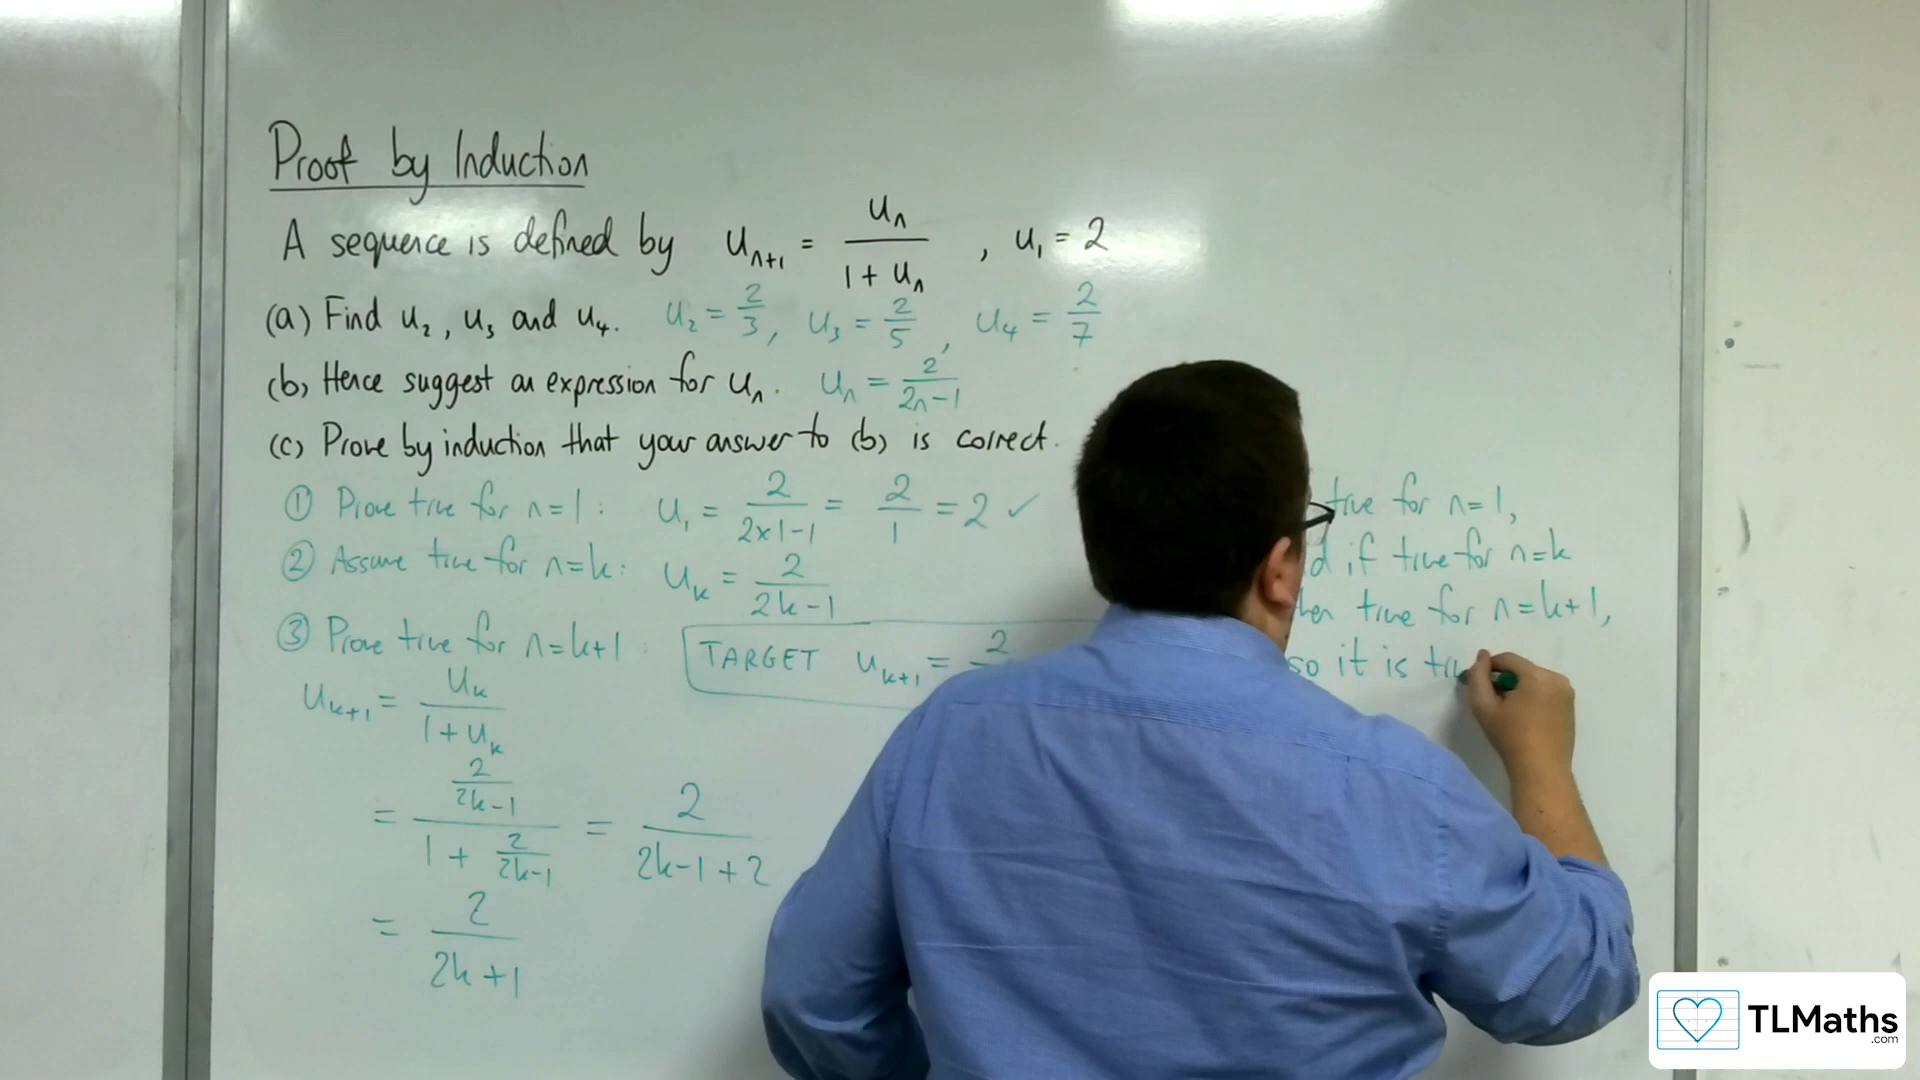 Proof by Induction
A sequence is defined by u_{n+1} = u_n / (1 + u_n) , u_1 = 2
(a) Find u_2, u_3 and u_4. u_2 = 2/3, u_3 = 2/5, u_4 = 2/7
(b) Hence suggest an expression for u_n. u_n = 2/(2n-1)
(c) Prove by induction that your answer to (b) is correct.
① Prove true for n=1: u_1 = 2/(2×1-1) = 2/1 = 2 ✓
② Assume true for n=k: u_k = 2/(2k-1)
③ Prove true for n=k+1: TARGET u_{k+1} = 2
u_{k+1} = u_k / (1 + u_k)
= (2/(2k-1)) / (1 + 2/(2k-1)) = 2/(2k-1+2)
= 2/(2k+1)
true for n=1,
if true for n=k
true for n=k+1,
so it is
TLMaths
.com